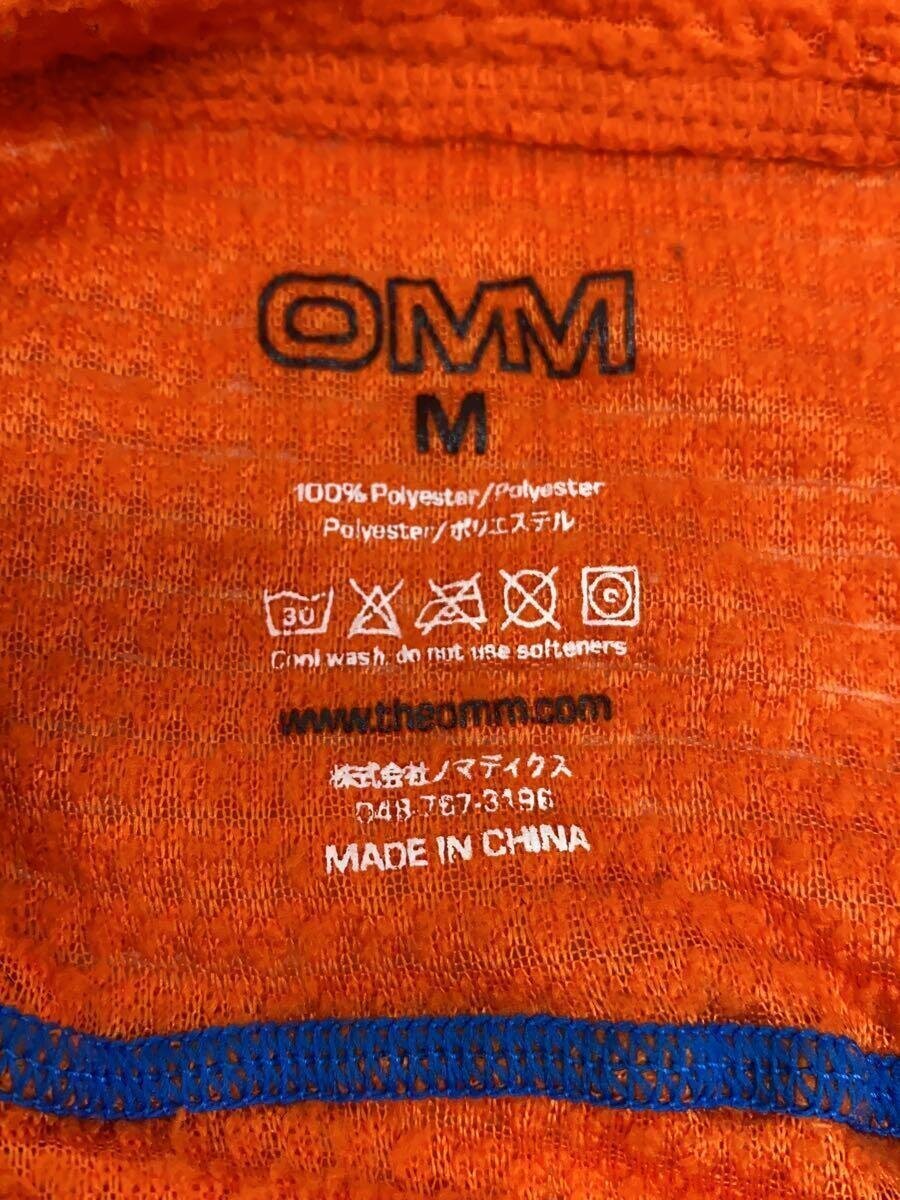 OMM
M
100% Polyester/Polyester
Polyester/ポリエステル
30
Cool wash, do not use softeners
www.theomm.com
株式会社ノマディクス
048-767-3196
MADE IN CHINA